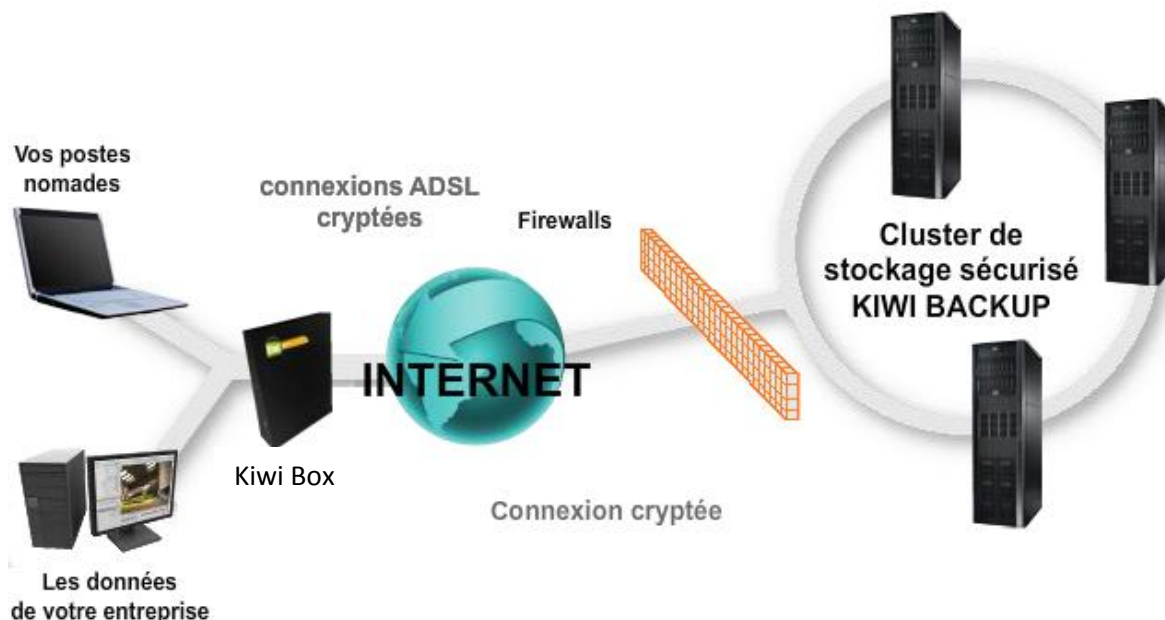 Vos postes
nomades
connexions ADSL
cryptées
Firewalls
Cluster de
stockage sécurisé
KIWI BACKUP
INTERNET
Kiwi Box
Connexion cryptée
Les données
de votre entreprise